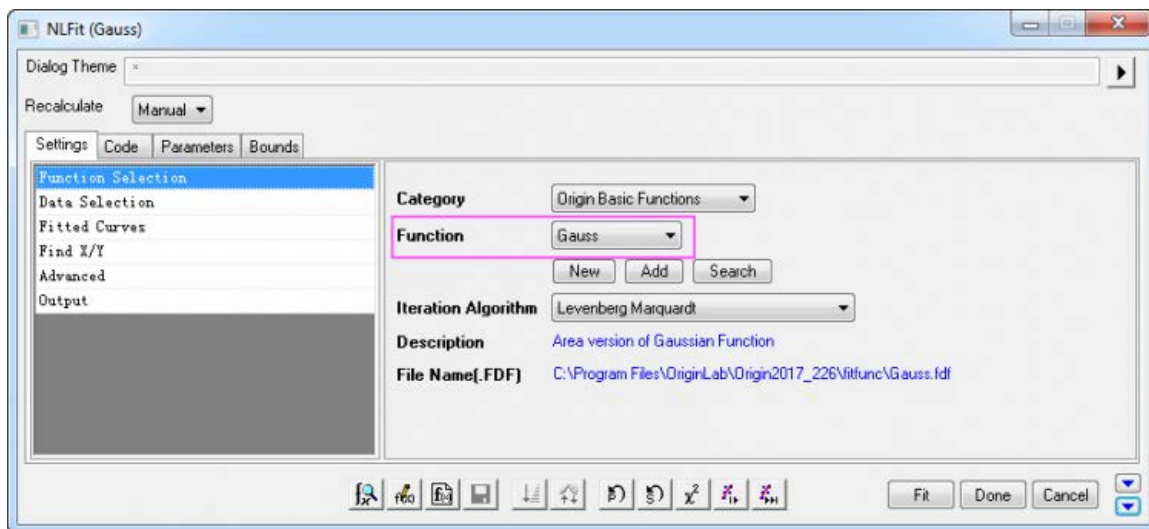 NLFit (Gauss)
Dialog Theme *
Recalculate Manual
Settings Code Parameters Bounds
Function Selection
Data Selection
Fitted Curves
Find X/Y
Advanced
Output
Category Origin Basic Functions
Function Gauss
New Add Search
Iteration Algorithm Levenberg Marquardt
Description Area version of Gaussian Function
File Name(.FDF) C:\Program Files\OriginLab\Origin2017_226\fitfunc\Gauss.fdf
Fit Done Cancel